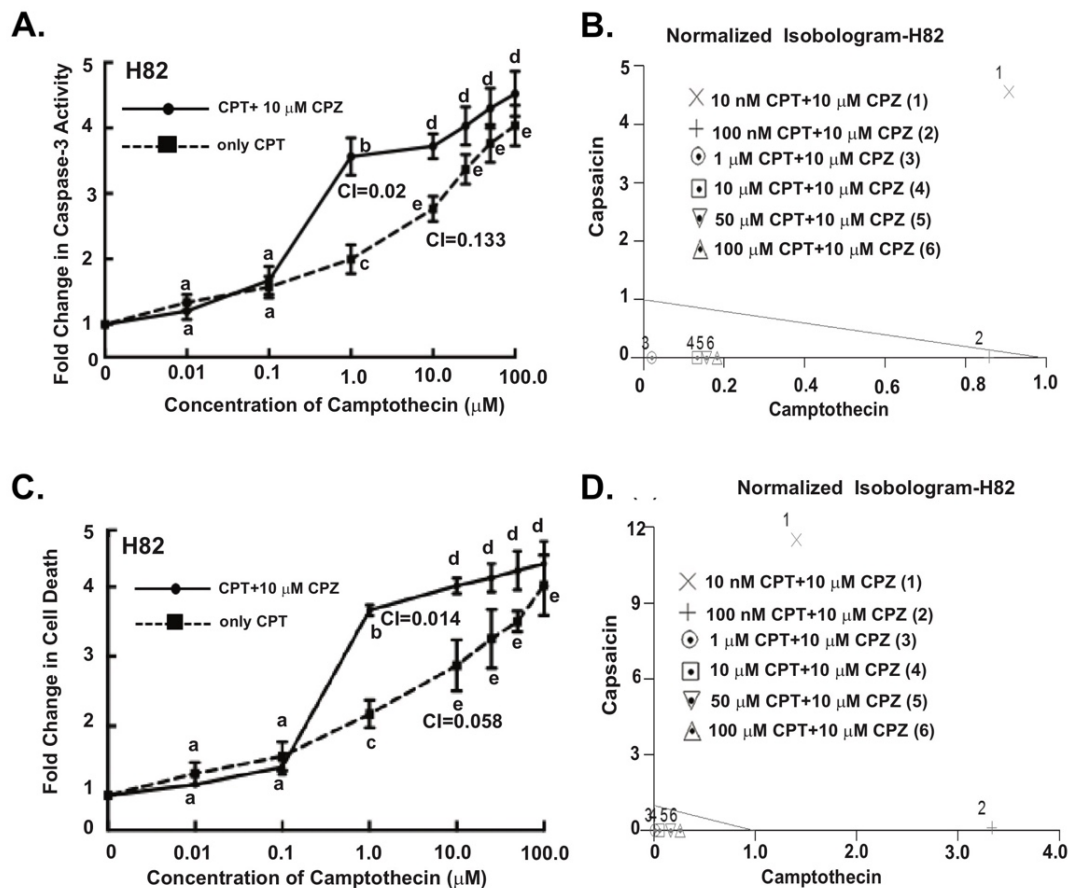 A.
H82
CPT+ 10 μM CPZ
only CPT
Fold Change in Caspase-3 Activity
5
4
3
2
1
0
a
a
a
a
b
c
d
e
d
e
d
e
d
e
CI=0.02
CI=0.133
0.01
0.1
1.0
10.0
100.0
Concentration of Camptothecin (μM)
B.
Normalized Isobologram-H82
Capsaicin
5
4
3
2
1
0
10 nM CPT+10 μM CPZ (1)
100 nM CPT+10 μM CPZ (2)
1 μM CPT+10 μM CPZ (3)
10 μM CPT+10 μM CPZ (4)
50 μM CPT+10 μM CPZ (5)
100 μM CPT+10 μM CPZ (6)
1
2
3
456
0
0.2
0.4
0.6
0.8
1.0
Camptothecin
C.
H82
CPT+10 μM CPZ
only CPT
Fold Change in Cell Death
5
4
3
2
1
0
a
a
a
a
b
c
d
e
d
e
d
e
d
e
CI=0.014
CI=0.058
0.01
0.1
1.0
10.0
100.0
Concentration of Camptothecin (μM)
D.
Normalized Isobologram-H82
Capsaicin
12
9
6
3
0
10 nM CPT+10 μM CPZ (1)
100 nM CPT+10 μM CPZ (2)
1 μM CPT+10 μM CPZ (3)
10 μM CPT+10 μM CPZ (4)
50 μM CPT+10 μM CPZ (5)
100 μM CPT+10 μM CPZ (6)
1
2
3456
0
1.0
2.0
3.0
4.0
Camptothecin